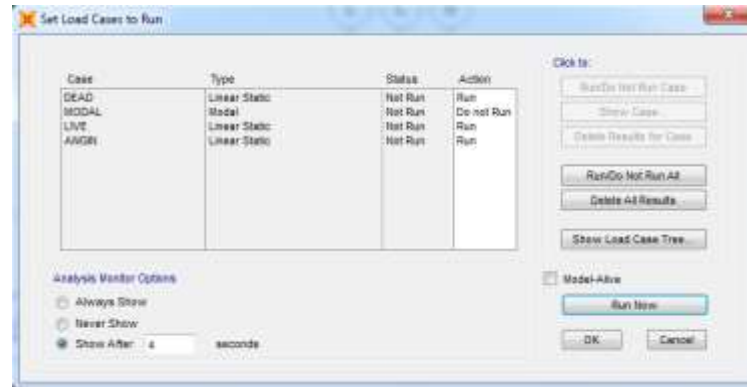 Set Load Cases to Run
Case Type Status Action
DEAD Linear Static Not Run Run
MODAL Modal Not Run Do not Run
LIVE Linear Static Not Run Run
ANGIN Linear Static Not Run Run
Click to:
Run/Do Not Run Case
Show Case...
Delete Results for Case
Run/Do Not Run All
Delete All Results
Show Load Case Tree...
Analysis Monitor Options
Always Show
Never Show
Show After 4 seconds
Model-Alive
Run Now
OK Cancel